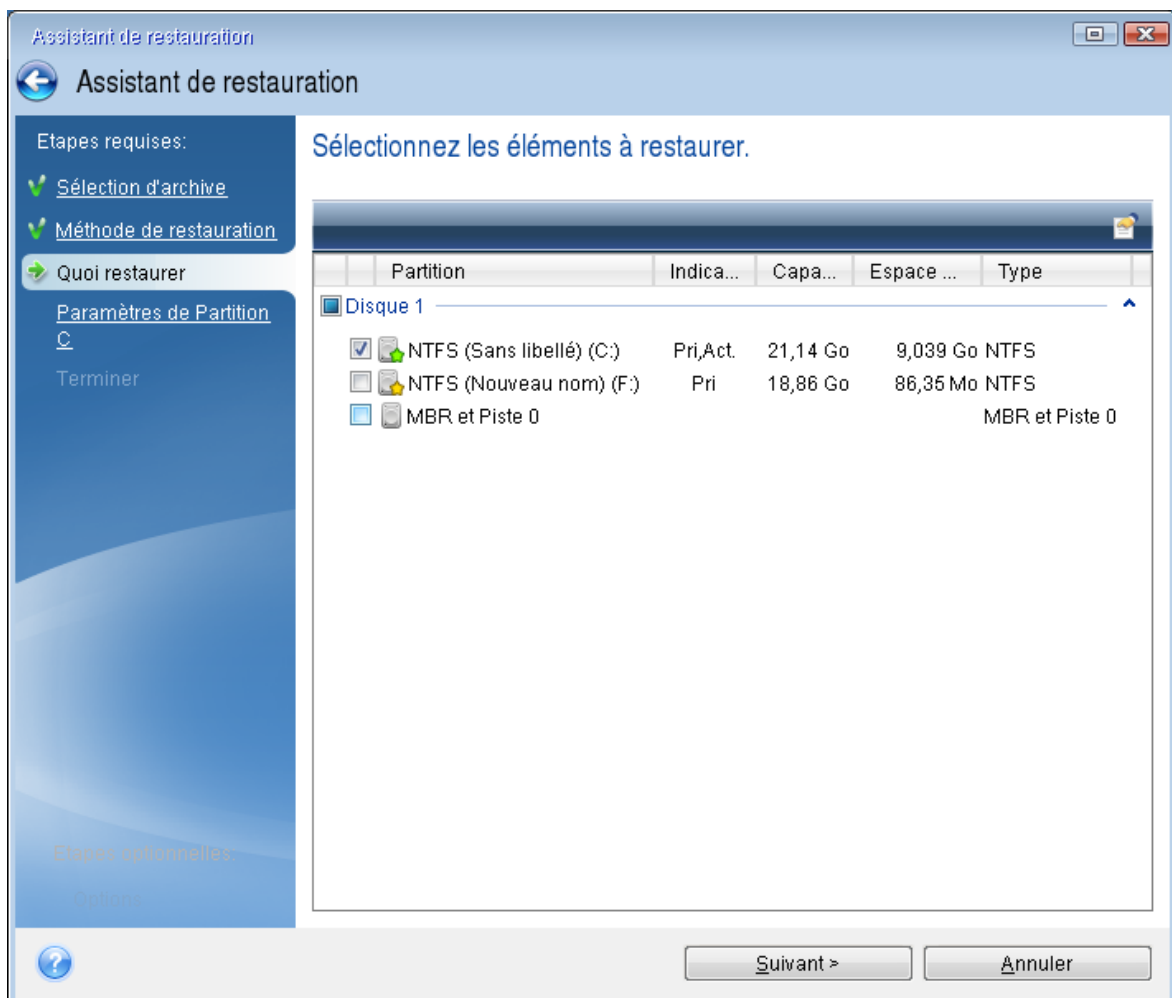 Assistant de restauration
Assistant de restauration
Etapes requises:
Sélection d'archive
Méthode de restauration
Quoi restaurer
Paramètres de Partition
C
Terminer
Etapes optionnelles:
Options
Sélectionnez les éléments à restaurer.
Partition Indica... Capa... Espace ... Type
Disque 1
NTFS (Sans libellé) (C:) Pri,Act. 21,14 Go 9,039 Go NTFS
NTFS (Nouveau nom) (F:) Pri 18,86 Go 86,35 Mo NTFS
MBR et Piste 0 MBR et Piste 0
Suivant > Annuler